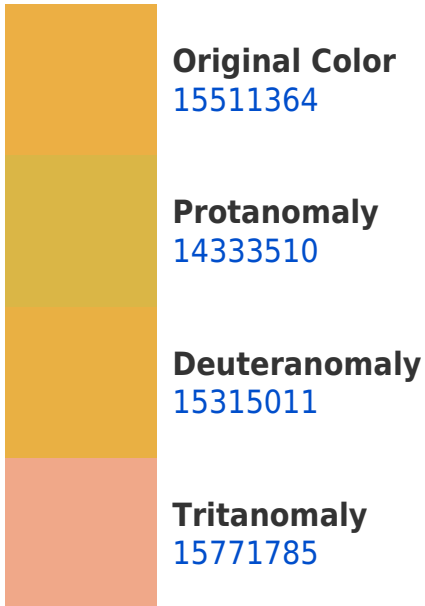 Original Color
15511364
Protanomaly
14333510
Deuteranomaly
15315011
Tritanomaly
15771785